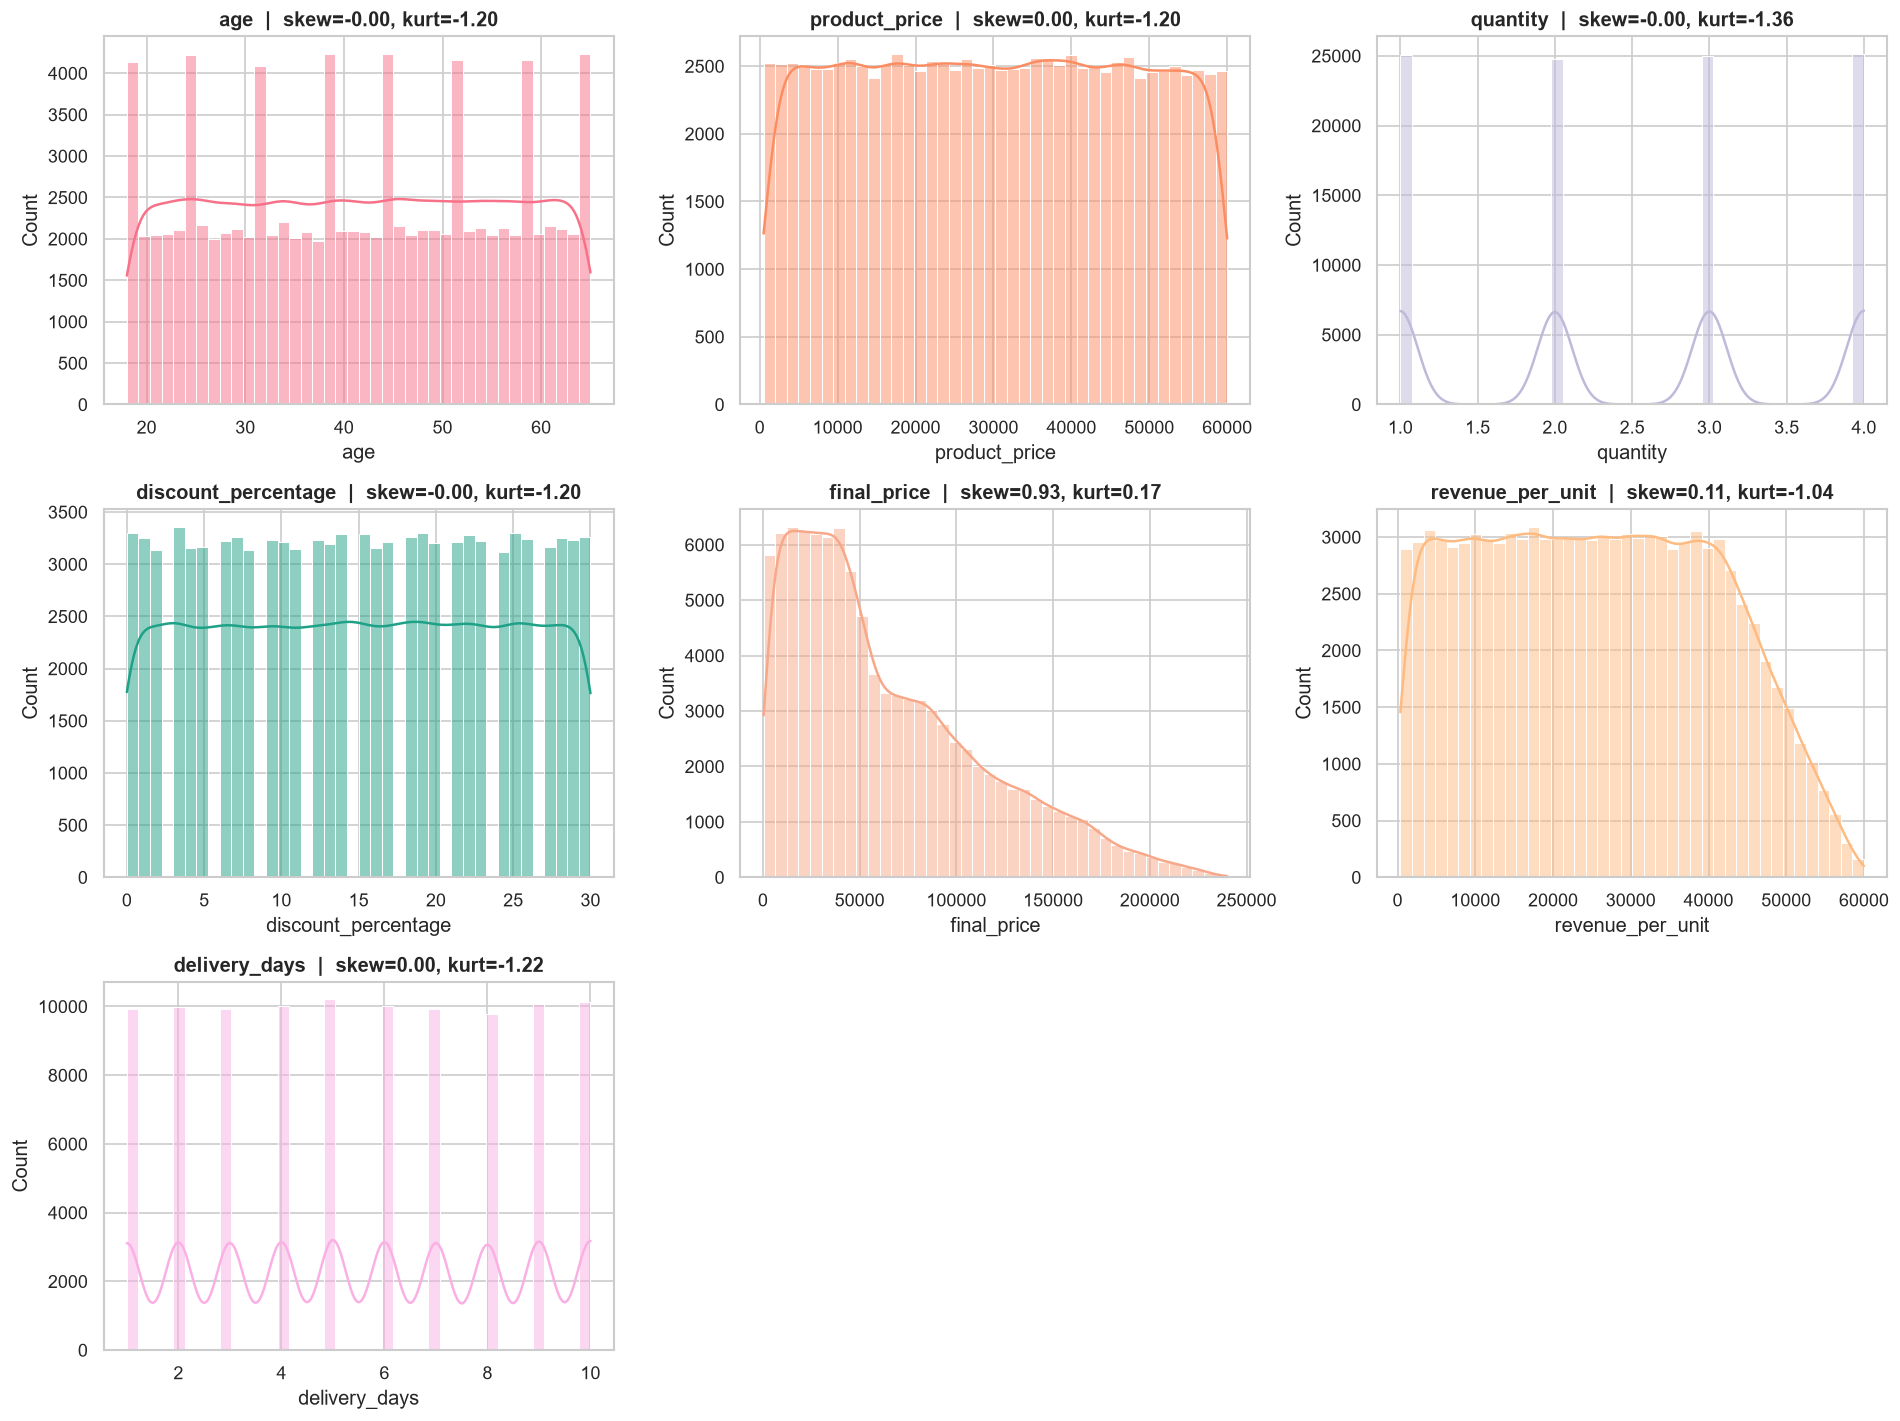 age | skew=-0.00, kurt=-1.20
4000
3500
3000
2500
2000
1500
1000
500
0
Count
20 30 40 50 60
age
product_price | skew=0.00, kurt=-1.20
2500
2000
1500
1000
500
0
Count
0 10000 20000 30000 40000 50000 60000
product_price
quantity | skew=-0.00, kurt=-1.36
25000
20000
15000
10000
5000
0
Count
1.0 1.5 2.0 2.5 3.0 3.5 4.0
quantity
discount_percentage | skew=-0.00, kurt=-1.20
3500
3000
2500
2000
1500
1000
500
0
Count
0 5 10 15 20 25 30
discount_percentage
final_price | skew=0.93, kurt=0.17
6000
5000
4000
3000
2000
1000
0
Count
0 50000 100000 150000 200000 250000
final_price
revenue_per_unit | skew=0.11, kurt=-1.04
3000
2500
2000
1500
1000
500
0
Count
0 10000 20000 30000 40000 50000 60000
revenue_per_unit
delivery_days | skew=0.00, kurt=-1.22
10000
8000
6000
4000
2000
0
Count
2 4 6 8 10
delivery_days